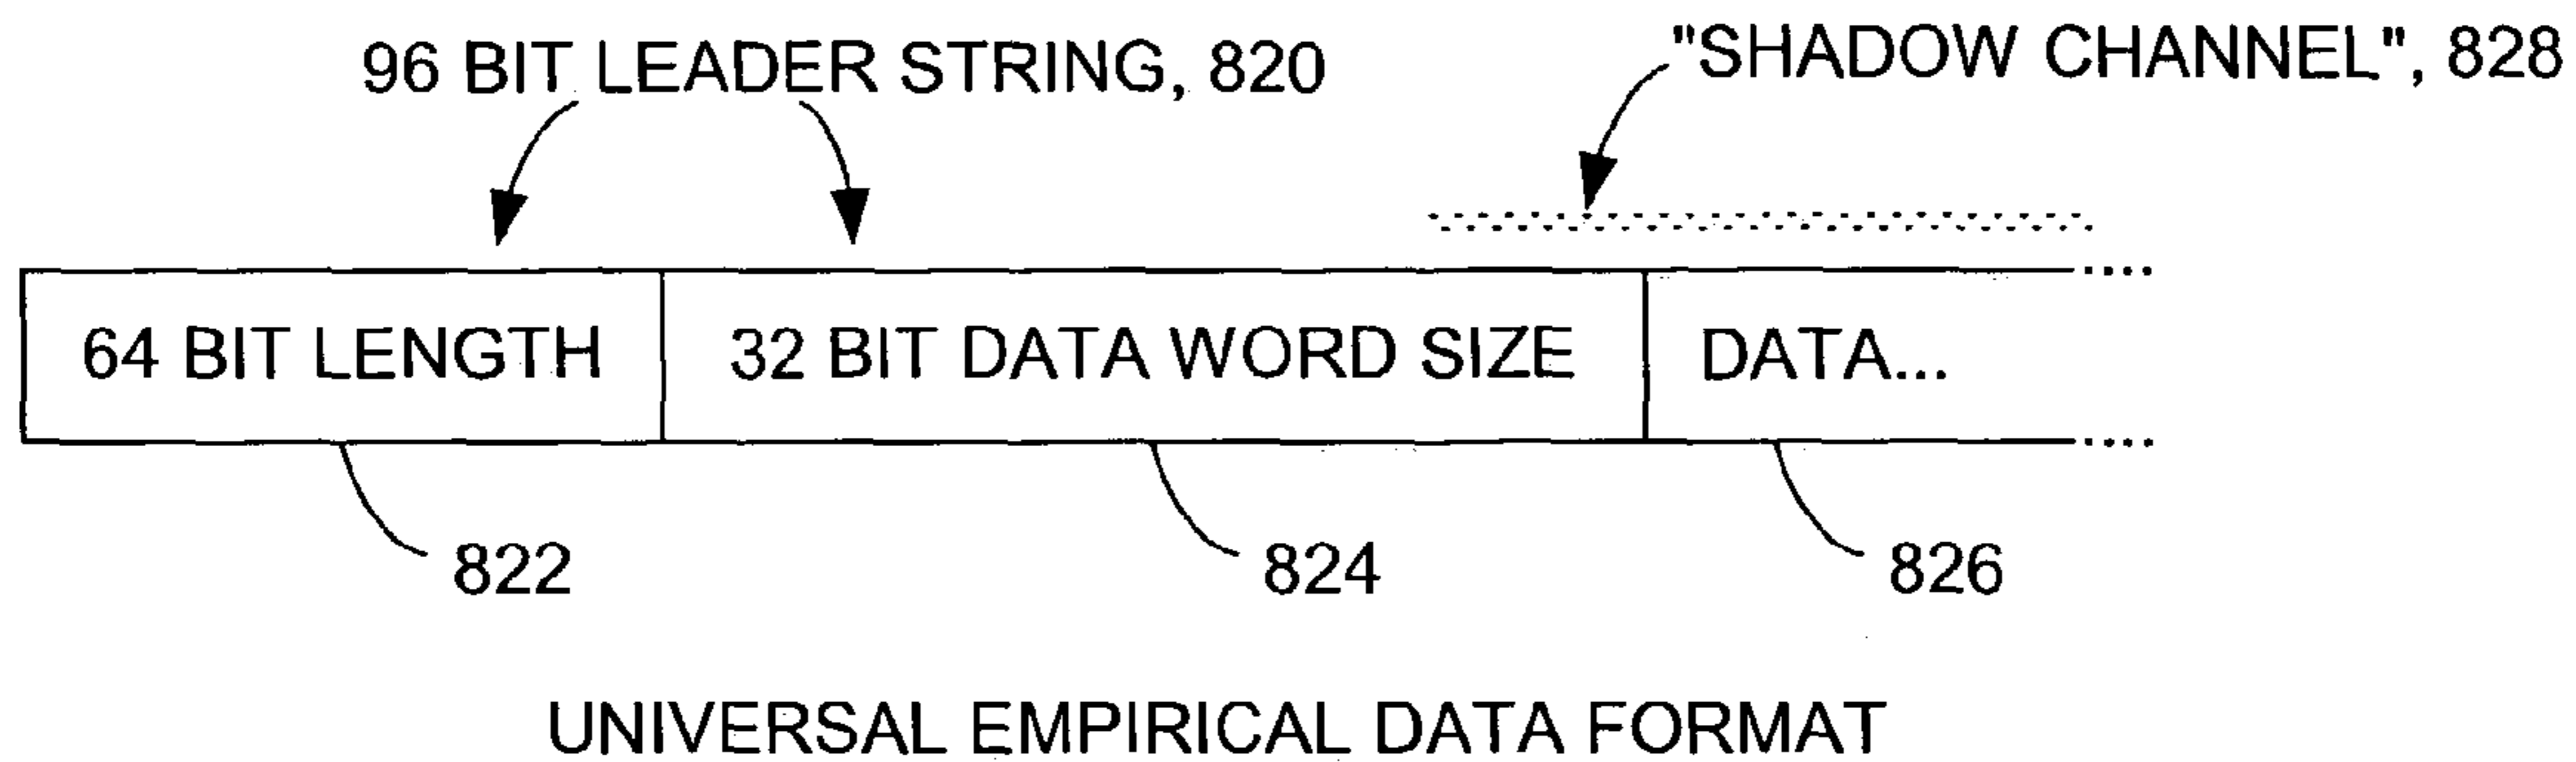 96 BIT LEADER STRING, 820
"SHADOW CHANNEL", 828
64 BIT LENGTH
32 BIT DATA WORD SIZE
DATA...
822
824
826
UNIVERSAL EMPIRICAL DATA FORMAT